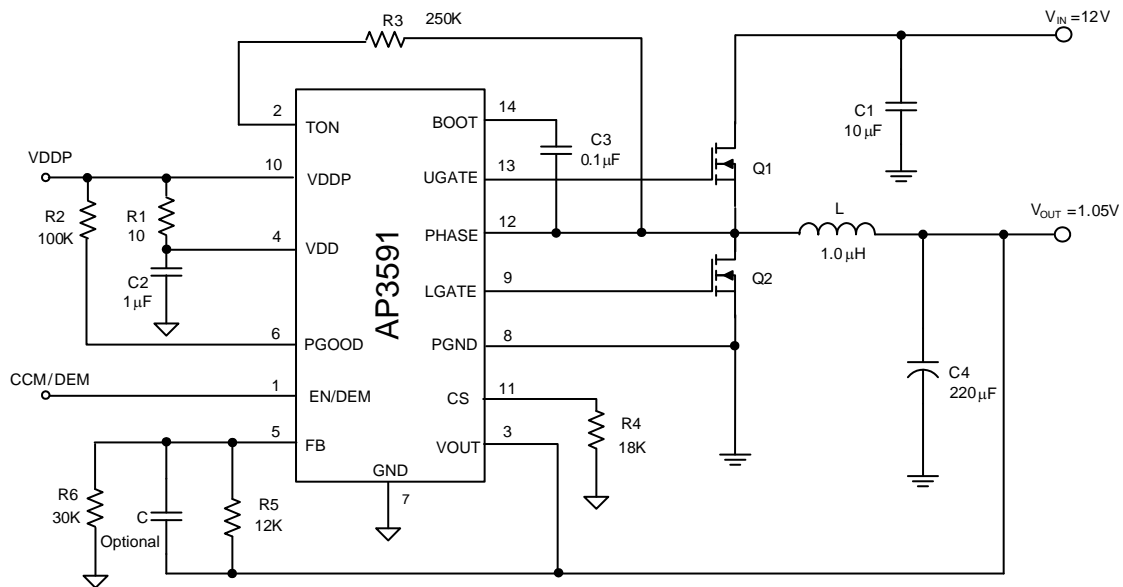 R3
250K
V_IN =12V
2
TON
14
BOOT
C3
0.1µF
C1
10µF
VDDP
10
VDDP
13
UGATE
Q1
R2
100K
R1
10
4
VDD
12
PHASE
L
1.0µH
V_OUT =1.05V
C2
1µF
AP3591
9
LGATE
Q2
6
PGOOD
8
PGND
C4
220µF
CCM/DEM
1
EN/DEM
11
CS
R4
18K
5
FB
3
VOUT
GND
7
R6
30K
C
Optional
R5
12K